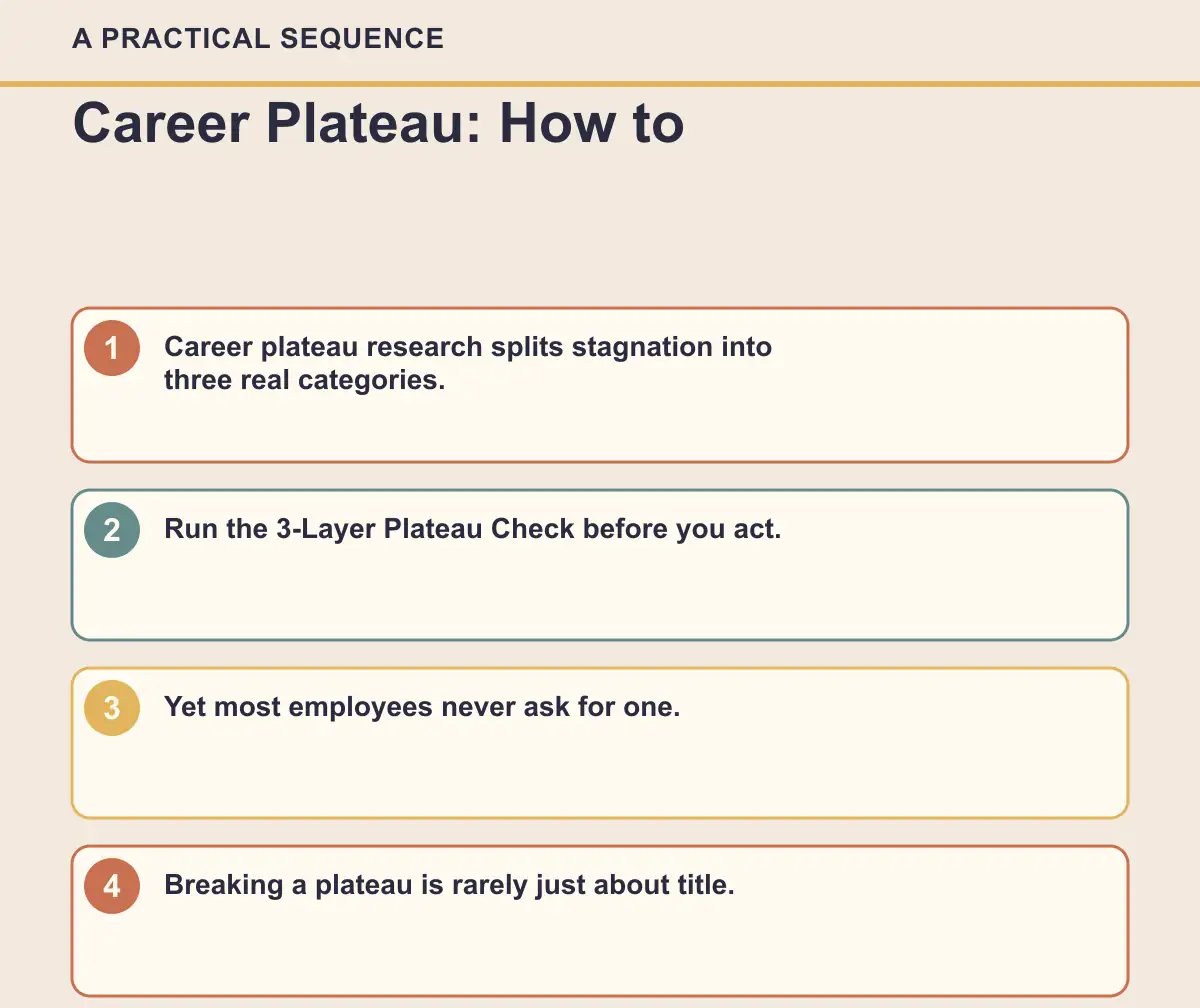 A PRACTICAL SEQUENCE
Career Plateau: How to
1
Career plateau research splits stagnation into
three real categories.
2
Run the 3-Layer Plateau Check before you act.
3
Yet most employees never ask for one.
4
Breaking a plateau is rarely just about title.